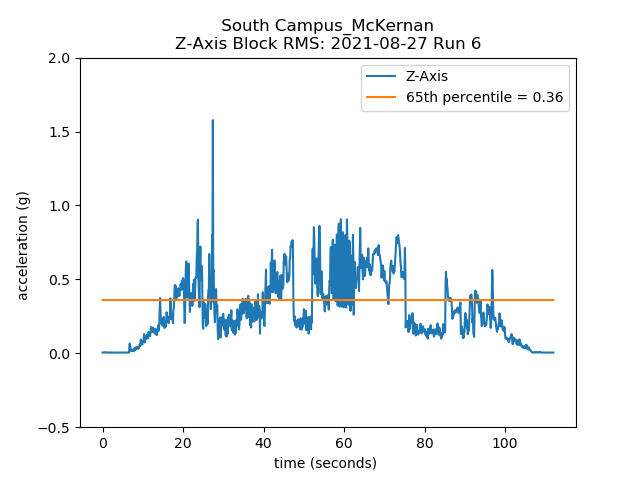 South Campus_McKernan
Z-Axis Block RMS: 2021-08-27 Run 6
Z-Axis
65th percentile = 0.36
2.0
1.5
1.0
0.5
0.0
−0.5
acceleration (g)
0 20 40 60 80 100
time (seconds)